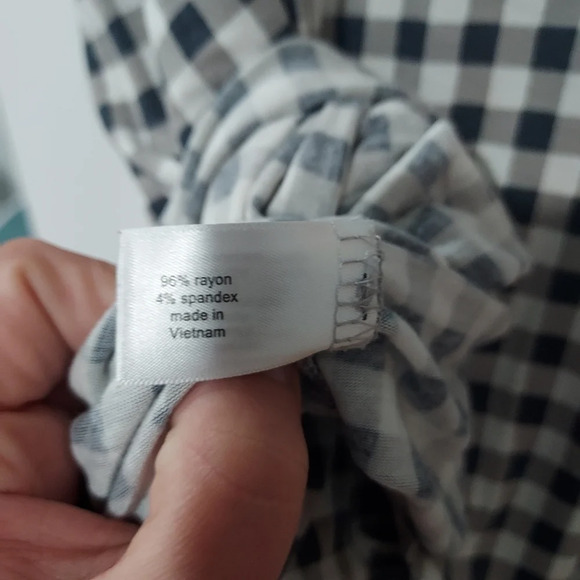 96% rayon
4% spandex
made in
Vietnam